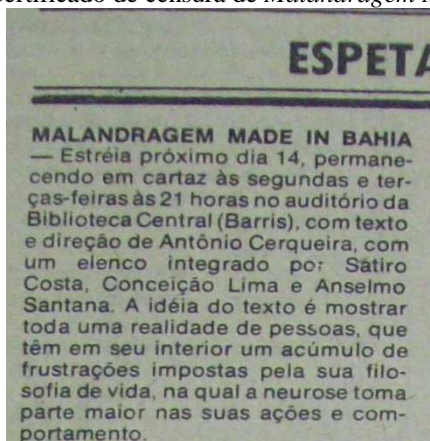 certificado de censura de Malandragem
ESPETA
MALANDRAGEM MADE IN BAHIA
— Estréia próximo dia 14, permane-
cendo em cartaz às segundas e ter-
ças-feiras às 21 horas no auditório da
Biblioteca Central (Barris), com texto
e direção de Antônio Cerqueira, com
um elenco integrado por Sátiro
Costa, Conceição Lima e Anselmo
Santana. A idéia do texto é mostrar
toda uma realidade de pessoas, que
têm em seu interior um acúmulo de
frustrações impostas pela sua filo-
sofia de vida, na qual a neurose toma
parte maior nas suas ações e com-
portamento.